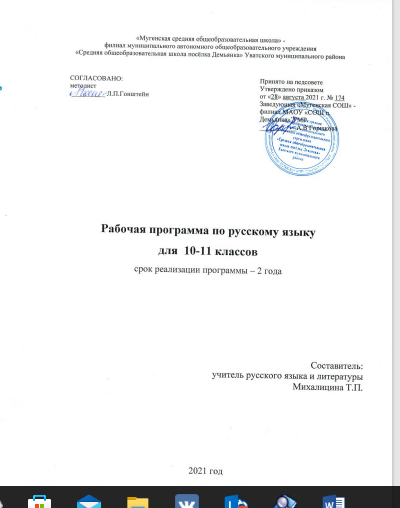 «Мугенская средняя общеобразовательная школа» -
филиал муниципального автономного общеобразовательного учреждения
«Средняя общеобразовательная школа посёлка Демьянка» Уватского муниципального района
СОГЛАСОВАНО:
методист
Л.П.Гонштейн
Принято на педсовете
Утверждено приказом
от «28» августа 2021 г. № 174
Заведующая «Мугенская СОШ» -
филиал МАОУ «СОШ п.
Демьянка» УМР
А.В.Горшкова
Рабочая программа по русскому языку
для 10-11 классов
срок реализации программы – 2 года
Составитель:
учитель русского языка и литературы
Михалицина Т.П.
2021 год